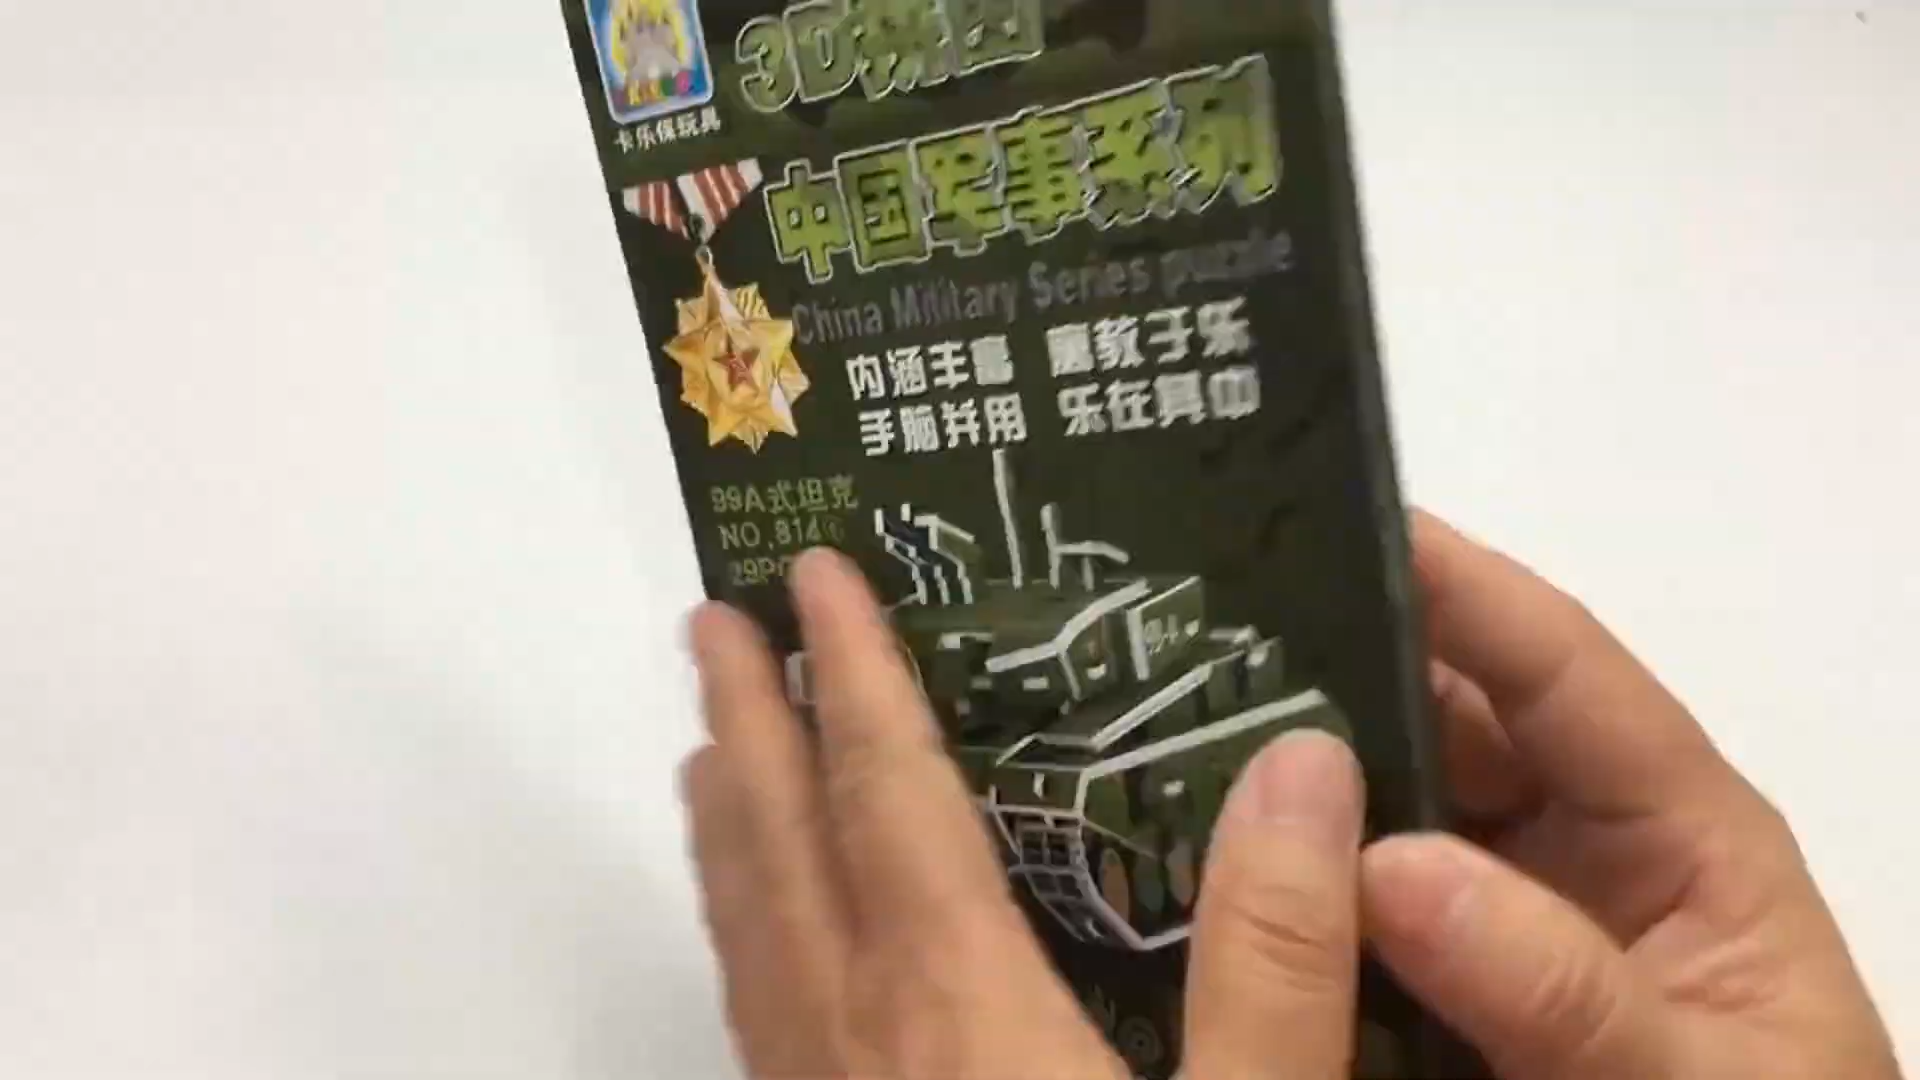 3D拼图
卡乐保玩具
中国军事系列
China Military Series puzzle
内涵丰富 寓教于乐
手脑并用 乐在其中
99A式坦克